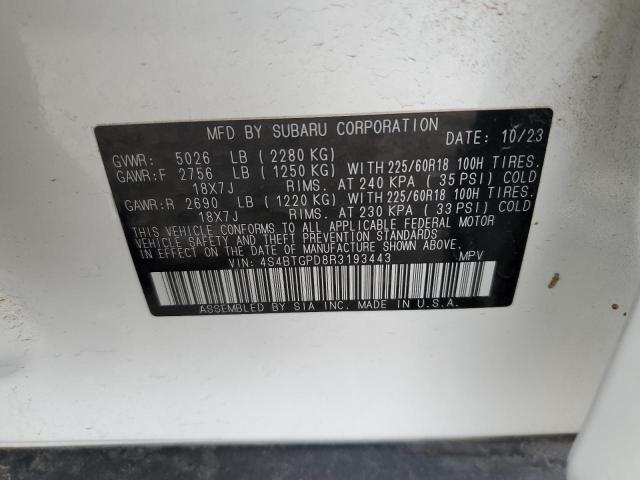 MFD BY SUBARU CORPORATION DATE: 10/23
GVWR: 5026 LB (2280 KG)
GAWR:F 2756 LB (1250 KG) WITH 225/60R18 100H TIRES.
18X7J RIMS. AT 240 KPA (35 PSI) COLD
GAWR:R 2690 LB (1220 KG) WITH 225/60R18 100H TIRES.
18X7J RIMS. AT 230 KPA (33 PSI) COLD
THIS VEHICLE CONFORMS TO ALL APPLICABLE FEDERAL MOTOR
VEHICLE SAFETY AND THEFT PREVENTION STANDARDS IN EFFECT
ON THE DATE OF MANUFACTURE SHOWN ABOVE.
VIN: 4S4BTGPD8R3193443 MPV
ASSEMBLED BY SIA INC. MADE IN U.S.A.